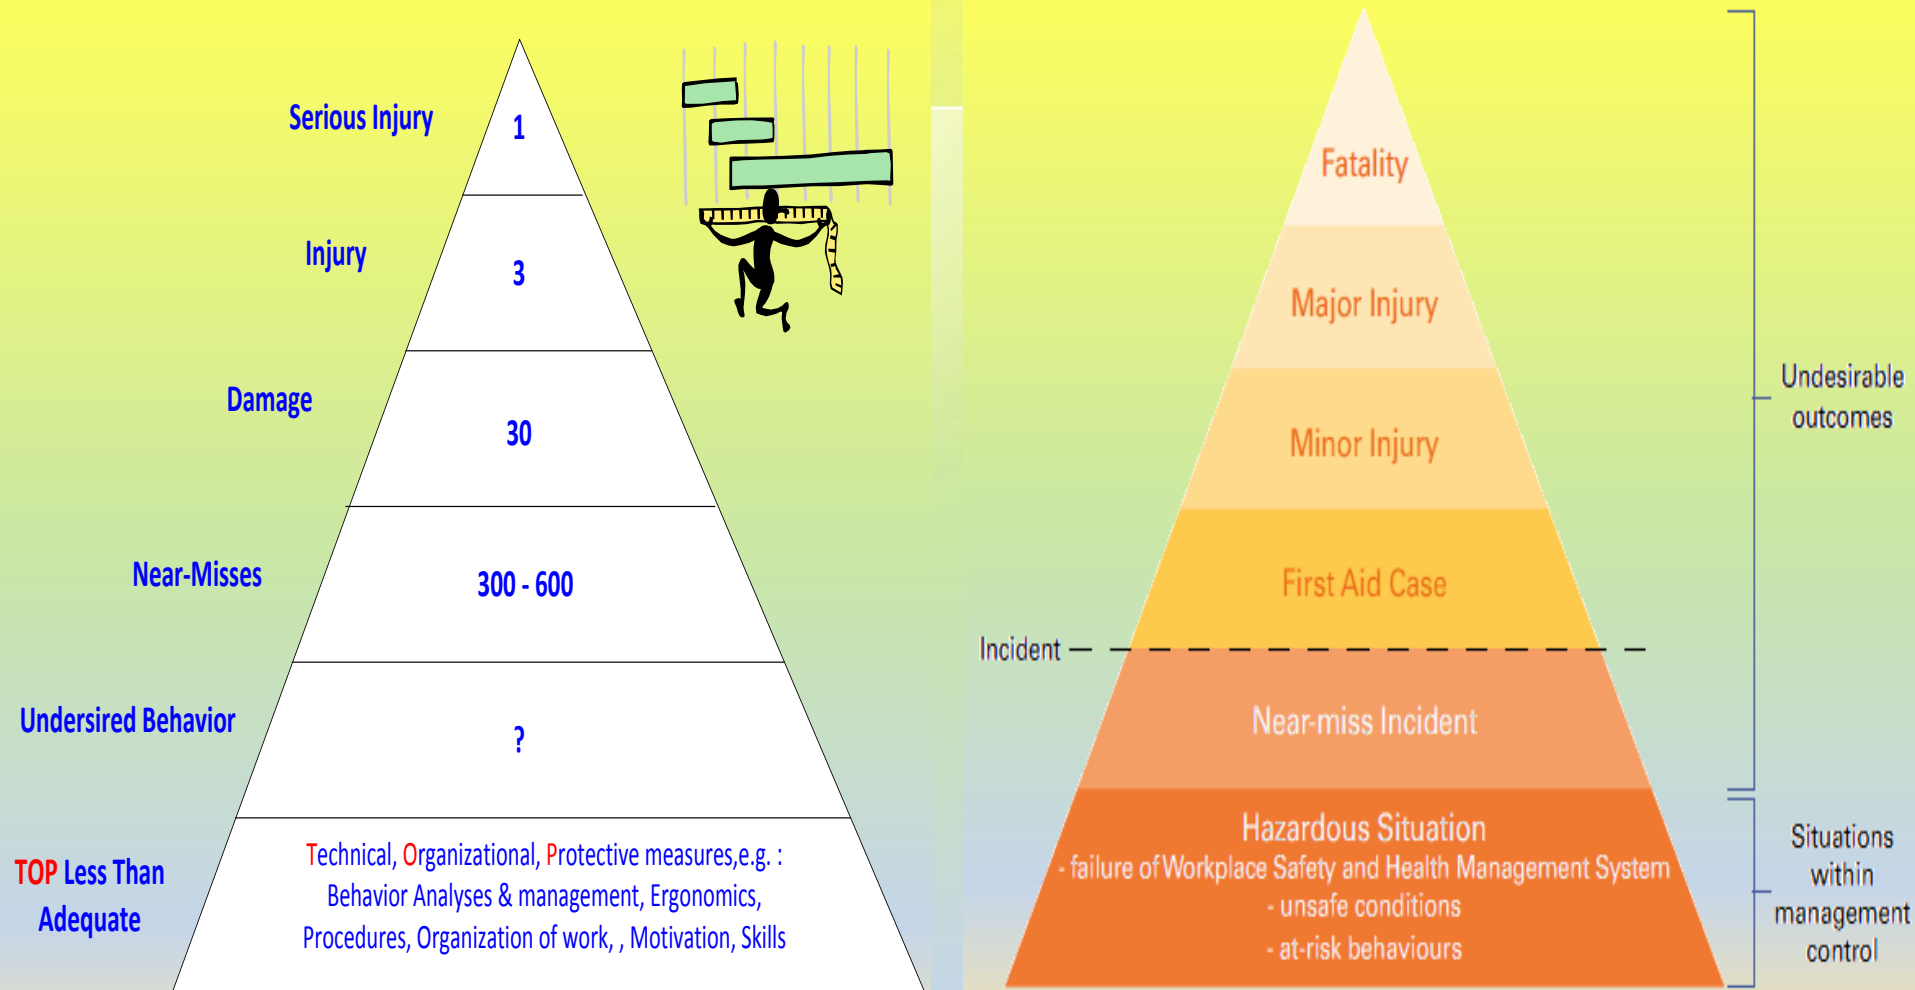 Serious Injury
1
Injury
3
Damage
30
Near-Misses
300 - 600
Undersired Behavior
?
TOP Less Than
Adequate
Technical, Organizational, Protective measures,e.g. :
Behavior Analyses & management, Ergonomics,
Procedures, Organization of work, , Motivation, Skills
Fatality
Major Injury
Minor Injury
First Aid Case
Incident
Near-miss Incident
Hazardous Situation
- failure of Workplace Safety and Health Management System
- unsafe conditions
- at-risk behaviours
Undesirable
outcomes
Situations
within
management
control